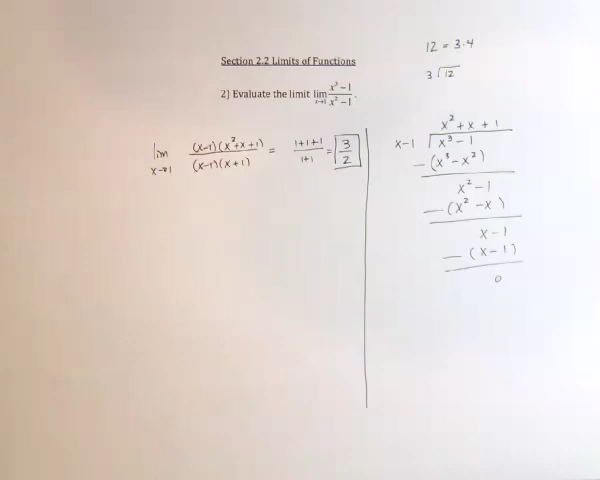 12 = 3·4
3 √12
Section 2.2 Limits of Functions
2) Evaluate the limit lim x→1 (x³ − 1)/(x² − 1).
lim x→1 (x-1)(x²+x+1)/(x-1)(x+1) = (1+1+1)/(1+1) = 3/2
x² + x + 1
x-1 √x³ - 1
- (x³ - x²)
x² - 1
- (x² - x)
x - 1
- (x - 1)
0